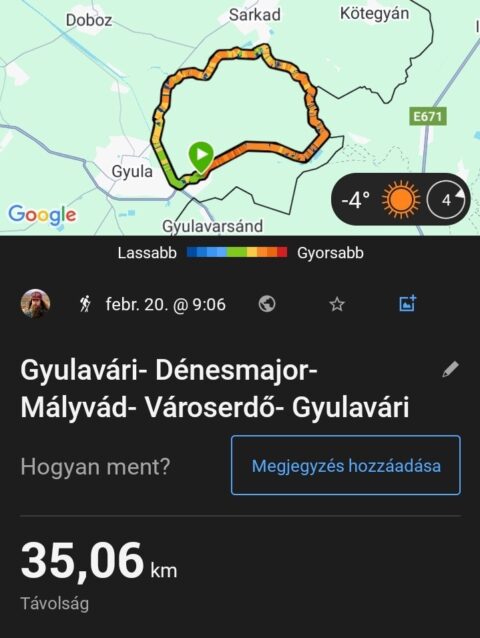 Doboz
Sarkad
Kötegyán
E671
Gyula
-4°
4
Google
Gyulavarsánd
Lassabb
Gyorsabb
febr. 20. @ 9:06
Gyulavári- Dénesmajor-
Mályvád- Városerdő- Gyulavári
Hogyan ment?
Megjegyzés hozzáadása
35,06 km
Távolság